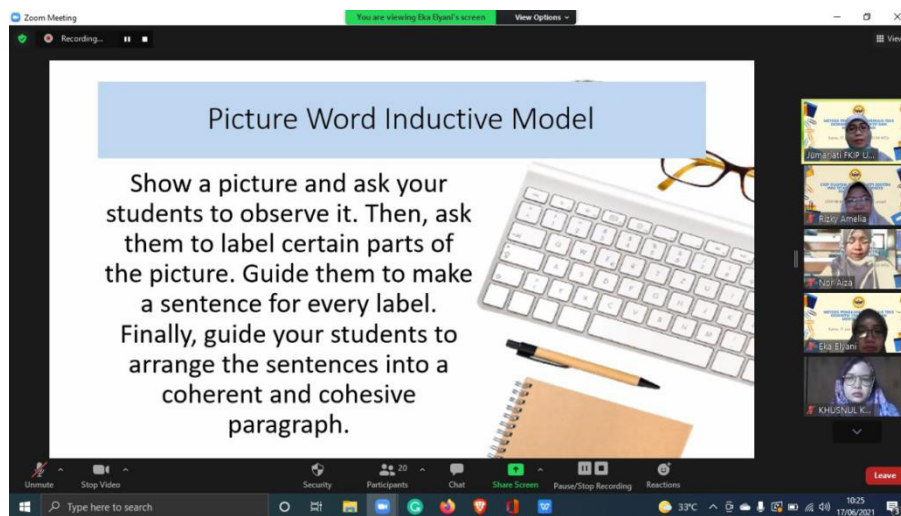 Zoom Meeting
You are viewing Eka Elyani's screen
View Options
Recording...
View
Picture Word Inductive Model
Show a picture and ask your
students to observe it. Then, ask
them to label certain parts of
the picture. Guide them to make
a sentence for every label.
Finally, guide your students to
arrange the sentences into a
coherent and cohesive
paragraph.
Jumariati FKIP U...
Rizky Amelia
Nor Aiza
Eka Elyani
KHUSNUL K...
Unmute
Stop Video
Security
Participants
20
Chat
Share Screen
Pause/Stop Recording
Reactions
Leave
Type here to search
33°C
10:25
17/06/2021